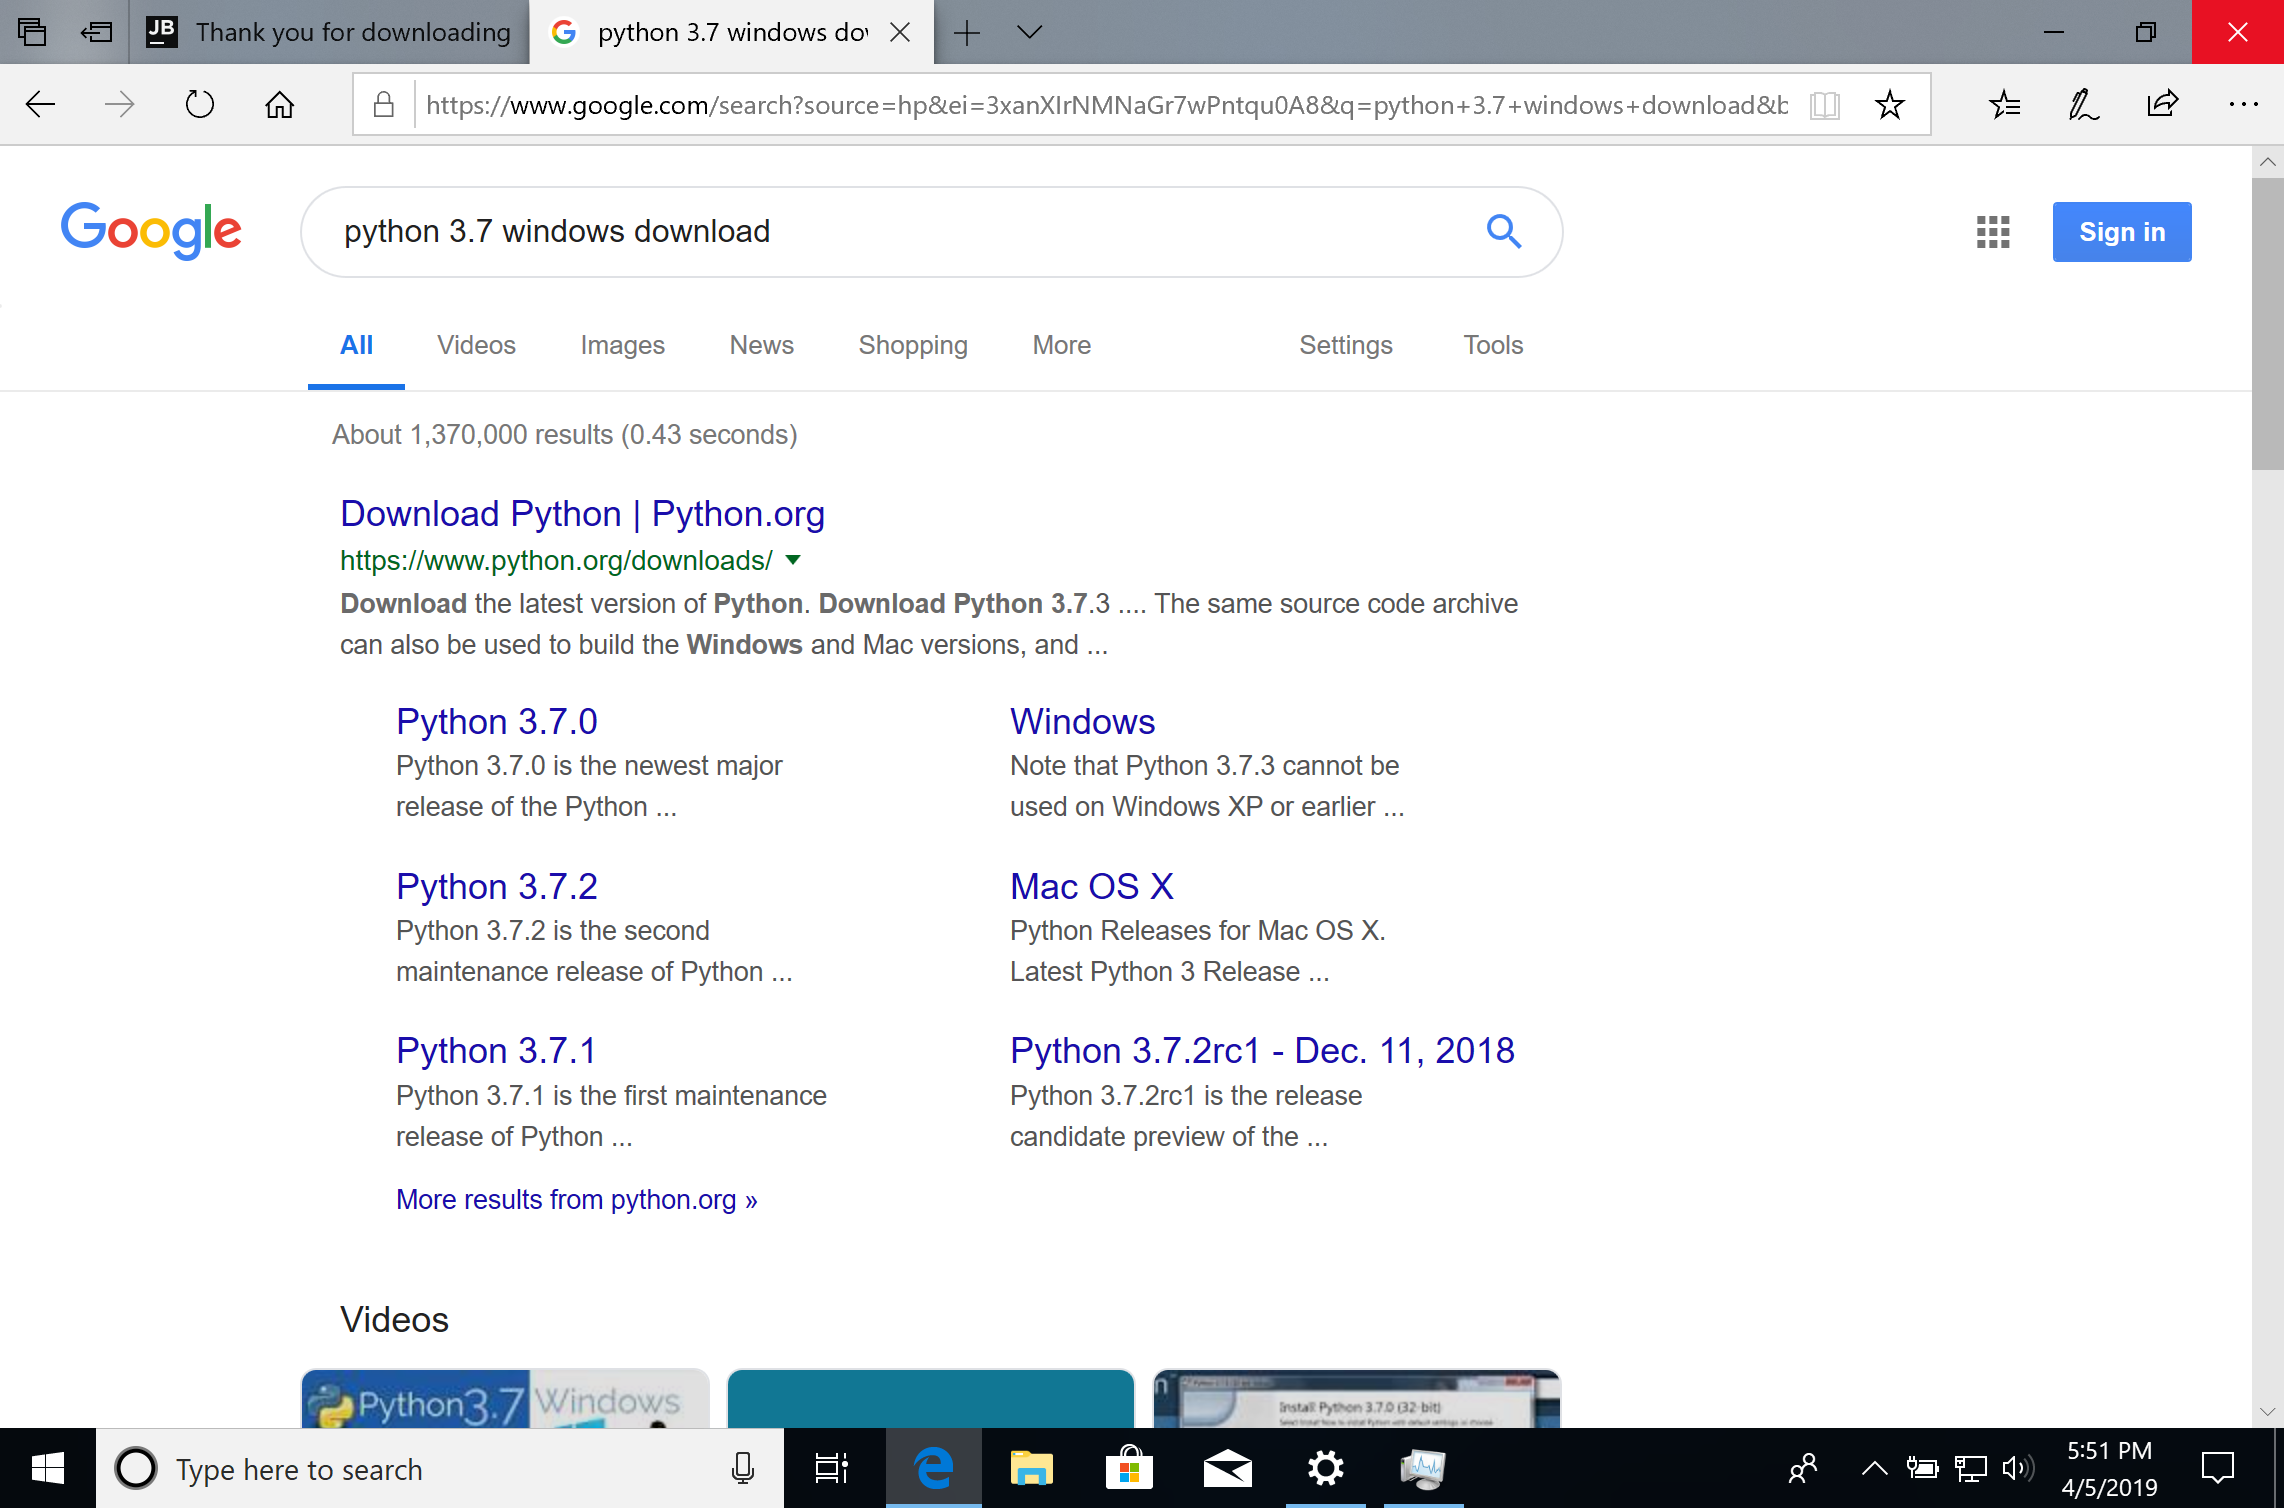 JB
Thank you for downloading
python 3.7 windows do
https://www.google.com/search?source=hp&ei=3xanXIrNMNaGr7wPntqu0A8&q=python+3.7+windows+download&b
Google
python 3.7 windows download
Sign in
All
Videos
Images
News
Shopping
More
Settings
Tools
About 1,370,000 results (0.43 seconds)
Download Python | Python.org
https://www.python.org/downloads/
Download the latest version of Python. Download Python 3.7.3 .... The same source code archive
can also be used to build the Windows and Mac versions, and ...
Python 3.7.0
Python 3.7.0 is the newest major
release of the Python ...
Windows
Note that Python 3.7.3 cannot be
used on Windows XP or earlier ...
Python 3.7.2
Python 3.7.2 is the second
maintenance release of Python ...
Mac OS X
Python Releases for Mac OS X.
Latest Python 3 Release ...
Python 3.7.1
Python 3.7.1 is the first maintenance
release of Python ...
Python 3.7.2rc1 - Dec. 11, 2018
Python 3.7.2rc1 is the release
candidate preview of the ...
More results from python.org »
Videos
Python3.7 Windows
n
Install Python 3.7.0 (32-bit)
Type here to search
5:51 PM
4/5/2019